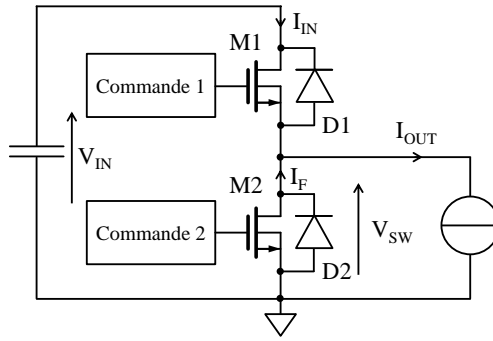 I_IN
M1
Commande 1
D1
I_OUT
V_IN
M2
I_F
Commande 2
V_SW
D2